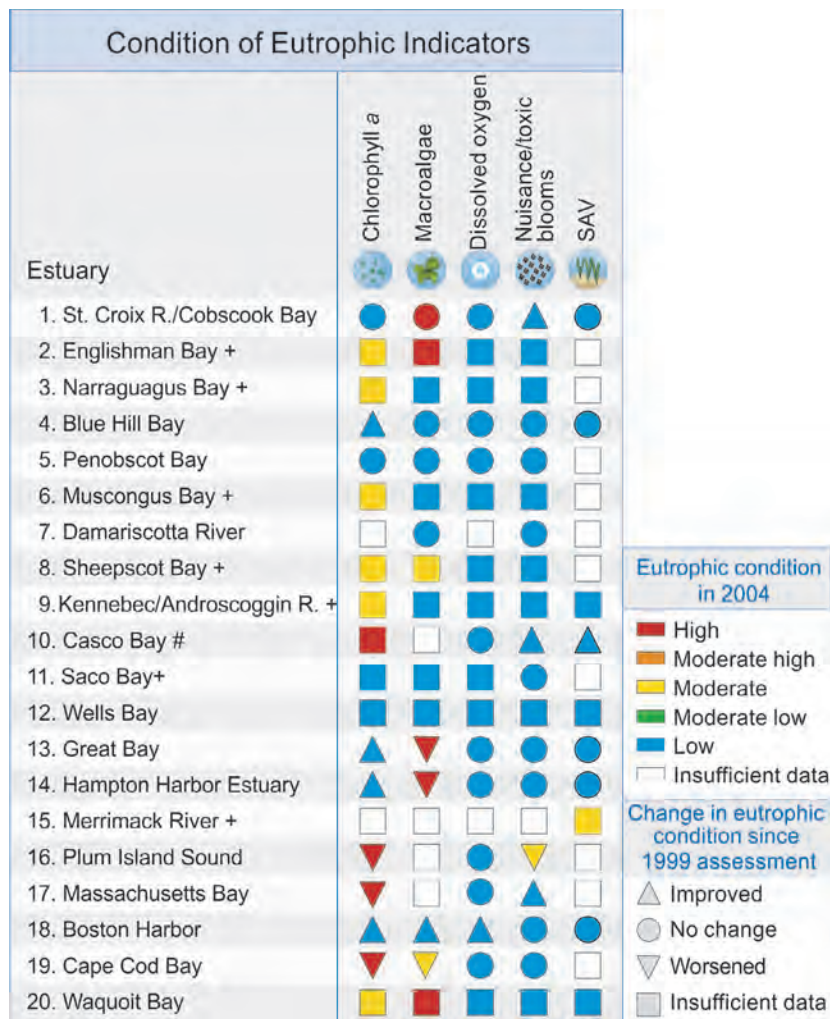 Condition of Eutrophic Indicators
Estuary
Chlorophyll a
Macroalgae
Dissolved oxygen
Nuisance/toxic
blooms
SAV
1. St. Croix R./Cobscook Bay
2. Englishman Bay +
3. Narraguagus Bay +
4. Blue Hill Bay
5. Penobscot Bay
6. Muscongus Bay +
7. Damariscotta River
8. Sheepscot Bay +
9. Kennebec/Androscoggin R. +
10. Casco Bay #
11. Saco Bay+
12. Wells Bay
13. Great Bay
14. Hampton Harbor Estuary
15. Merrimack River +
16. Plum Island Sound
17. Massachusetts Bay
18. Boston Harbor
19. Cape Cod Bay
20. Waquoit Bay
Eutrophic condition
in 2004
High
Moderate high
Moderate
Moderate low
Low
Insufficient data
Change in eutrophic
condition since
1999 assessment
Improved
No change
Worsened
Insufficient data